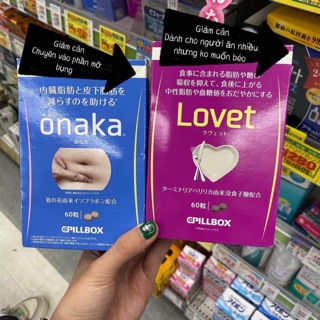 Giảm cân
Chuyên vào phần mỡ
bụng
Giảm cân
Dành cho người ăn nhiều
nhưng ko muốn béo
内臓脂肪と皮下脂肪を
減らすのを助ける
onaka
おなか
葛の花由来イソフラボン配合
60粒
PILLBOX
食事に含まれる脂肪や糖の
吸収を抑えて、食後に上がる
中性脂肪や血糖値をおだやかにする
Lovet
ラヴェット
ターミナリアベリリカ由来没食子酸配合
60粒
PILLBOX